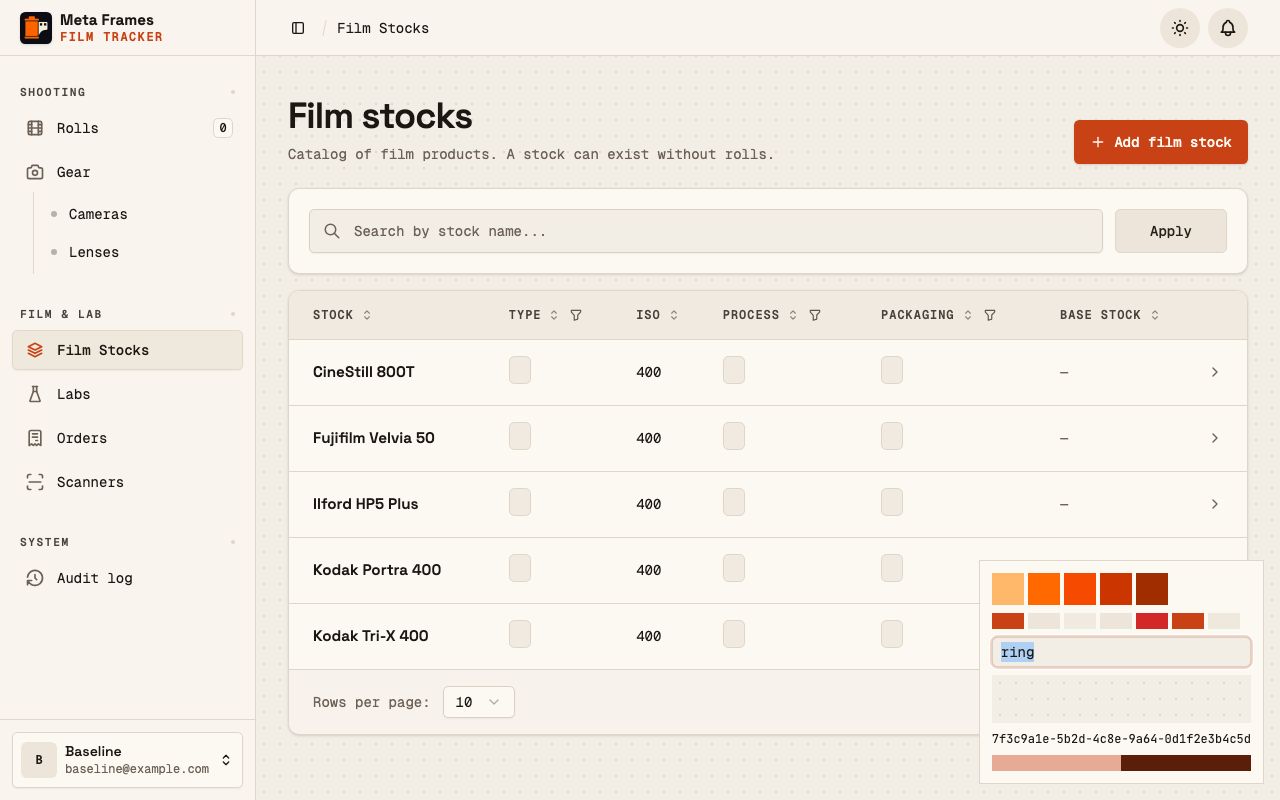 Meta Frames
FILM TRACKER
Film Stocks
SHOOTING
Rolls 0
Gear
Cameras
Lenses
FILM & LAB
Film Stocks
Labs
Orders
Scanners
SYSTEM
Audit log
B
Baseline
baseline@example.com
Film stocks
Catalog of film products. A stock can exist without rolls.
Add film stock
Search by stock name...
Apply
STOCK TYPE ISO PROCESS PACKAGING BASE STOCK
CineStill 800T 400 —
Fujifilm Velvia 50 400 —
Ilford HP5 Plus 400 —
Kodak Portra 400 400
Kodak Tri-X 400 400
Rows per page: 10
ring
7f3c9a1e-5b2d-4c8e-9a64-0d1f2e3b4c5d